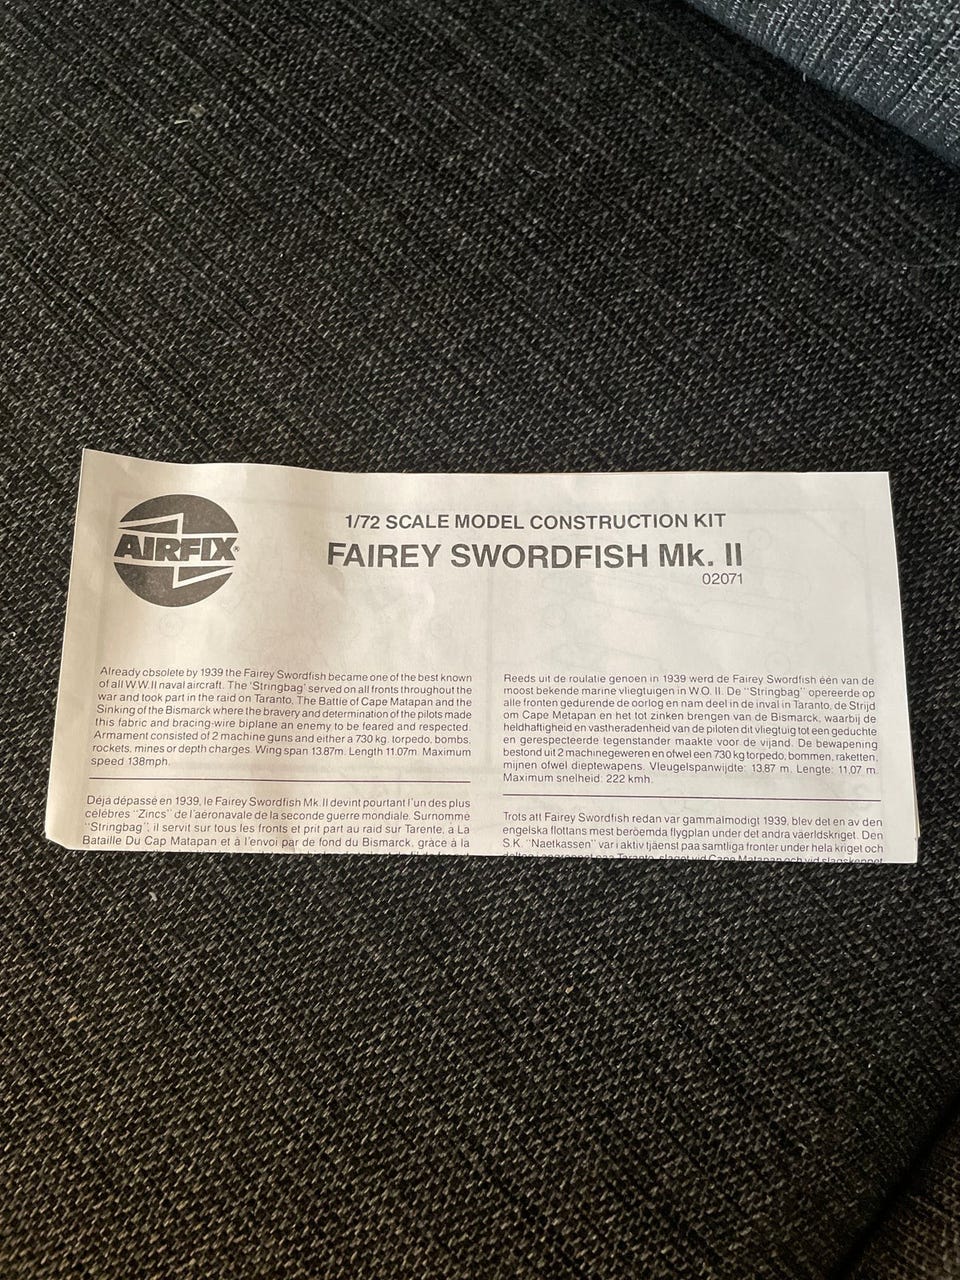 AIRFIX®
1/72 SCALE MODEL CONSTRUCTION KIT
FAIREY SWORDFISH Mk. II
02071
Already obsolete by 1939 the Fairey Swordfish became one of the best known
of all W.W.II naval aircraft. The 'Stringbag' served on all fronts throughout the
war and took part in the raid on Taranto, The Battle of Cape Matapan and the
Sinking of the Bismarck where the bravery and determination of the pilots made
this fabric and bracing-wire biplane an enemy to be feared and respected.
Armament consisted of 2 machine guns and either a 730 kg. torpedo, bombs,
rockets, mines or depth charges. Wing span 13.87m. Length 11.07m. Maximum
speed 138mph.
Déjà dépassé en 1939, le Fairey Swordfish Mk.II devint pourtant l'un des plus
célèbres "Zincs" de l'aéronavale de la seconde guerre mondiale. Surnommé
"Stringbag", il servit sur tous les fronts et prit part au raid sur Tarente, à La
Bataille Du Cap Matapan et à l'envoi par de fond du Bismarck, grâce à la
Reeds uit de roulatie genoen in 1939 werd de Fairey Swordfish één van de
moost bekende marine vliegtuigen in W.O. II. De "Stringbag" opereerde op
alle fronten gedurende de oorlog en nam deel in de inval in Taranto, de Strijd
om Cape Metapan en het tot zinken brengen van de Bismarck, waarbij de
heldhaftigheid en vastheradenheid van de piloten dit vliegtuig tot een geduchte
en gerespecteerde tegenstander maakte voor de vijand. De bewapening
bestond uit 2 machinegeweren en ofwel een 730 kg torpedo, bommen, raketten,
mijnen ofwel dieptewapens. Vleugelspanwijdte: 13.87 m. Lengte: 11.07 m.
Maximum snelheid: 222 kmh.
Trots att Fairey Swordfish redan var gammalmodigt 1939, blev det en av den
engelska flottans mest beröemda flygplan under det andra väerldskriget. Den
S.K. "Naetkassen" var i aktiv tjäenst paa samtliga fronter under hela kriget och
paa Taranto, slaget vid Cape Matapan och vid slagskeppet